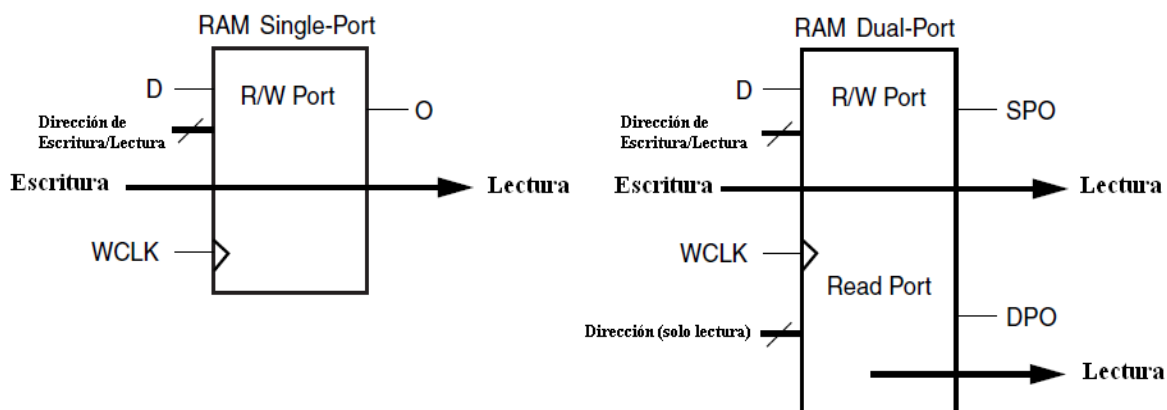 RAM Single-Port
D
R/W Port
O
Dirección de
Escritura/Lectura
Escritura
Lectura
WCLK
RAM Dual-Port
D
R/W Port
SPO
Dirección de
Escritura/Lectura
Escritura
Lectura
WCLK
Read Port
DPO
Dirección (solo lectura)
Lectura